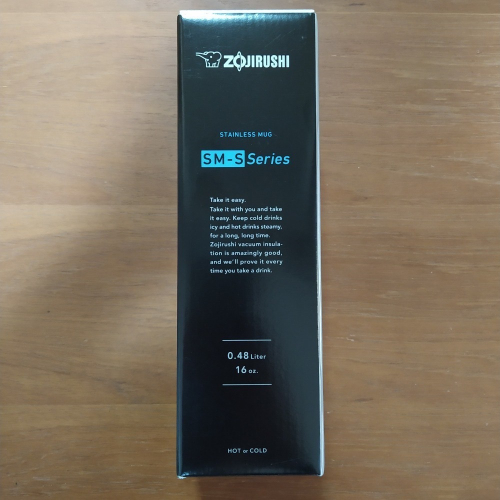 ZOJIRUSHI
STAINLESS MUG
SM-S Series
Take it easy.
Take it with you and take
it easy. Keep cold drinks
icy and hot drinks steamy,
for a long, long time.
Zojirushi vacuum insula-
tion is amazingly good,
and we'll prove it every
time you take a drink.
0.48 Liter
16 oz.
HOT or COLD